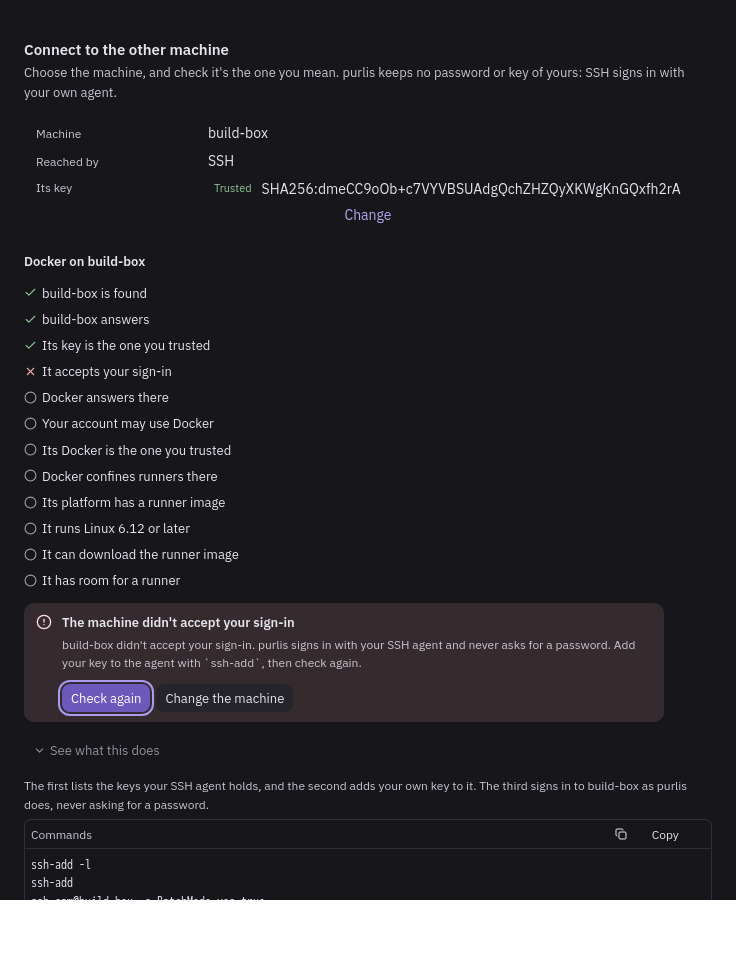 Connect to the other machine
Choose the machine, and check it's the one you mean. purlis keeps no password or key of yours: SSH signs in with
your own agent.
Machine build-box
Reached by SSH
Its key Trusted SHA256:dmeCC9oOb+c7VYVBSUAdgQchZHZQyXKWgKnGQxfh2rA
Change
Docker on build-box
build-box is found
build-box answers
Its key is the one you trusted
It accepts your sign-in
Docker answers there
Your account may use Docker
Its Docker is the one you trusted
Docker confines runners there
Its platform has a runner image
It runs Linux 6.12 or later
It can download the runner image
It has room for a runner
The machine didn't accept your sign-in
build-box didn't accept your sign-in. purlis signs in with your SSH agent and never asks for a password. Add
your key to the agent with `ssh-add`, then check again.
Check again Change the machine
See what this does
The first lists the keys your SSH agent holds, and the second adds your own key to it. The third signs in to build-box as purlis
does, never asking for a password.
Commands Copy
ssh-add -l
ssh-add